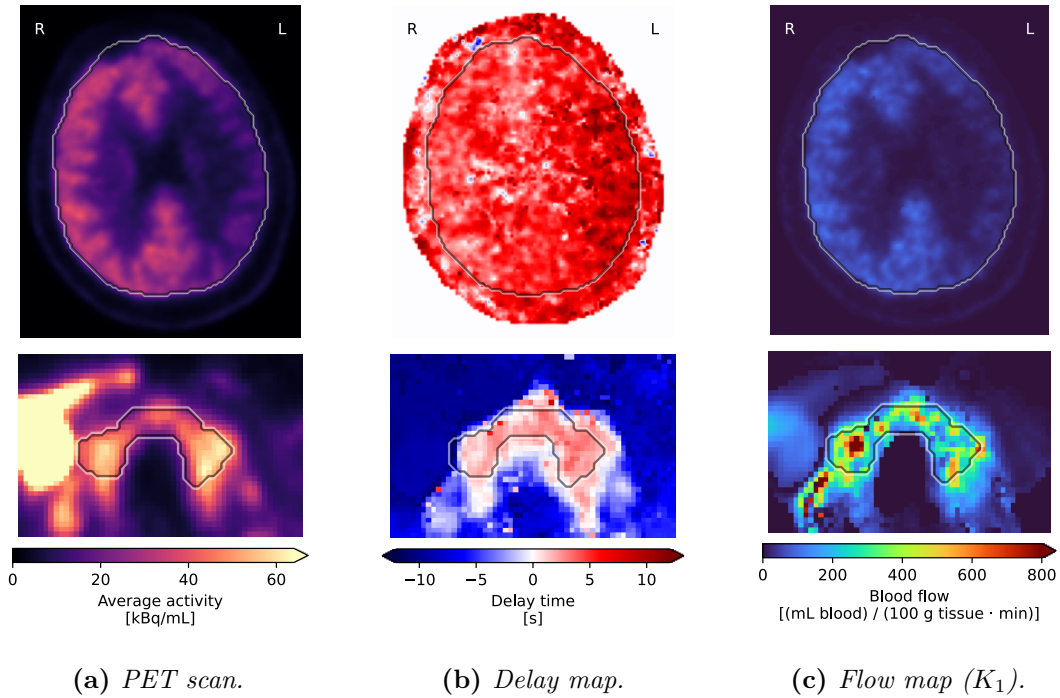 R L
R L
R L
0 20 40 60
Average activity
[kBq/mL]
−10 −5 0 5 10
Delay time
[s]
0 200 400 600 800
Blood flow
[(mL blood) / (100 g tissue · min)]
(a) PET scan.
(b) Delay map.
(c) Flow map (K₁).